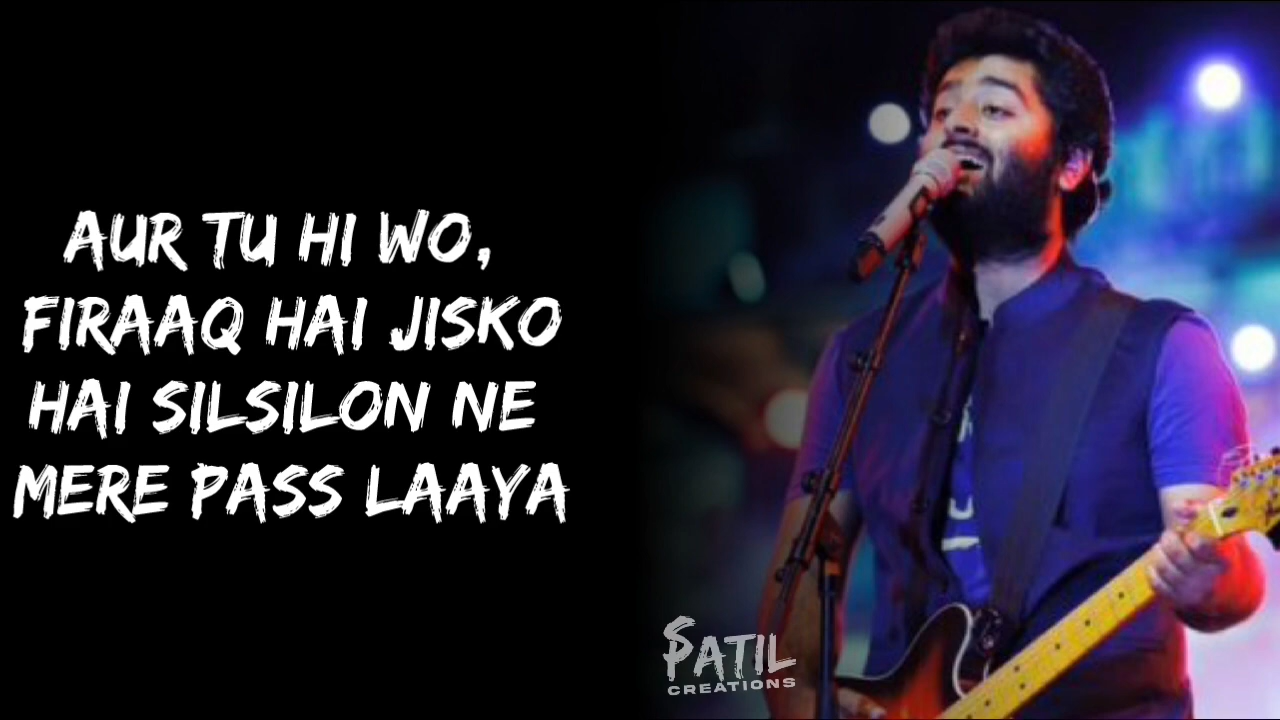 AUR TU HI WO,
FIRAAQ HAI JISKO
HAI SILSILON NE
MERE PASS LAAYA
PATIL
CREATIONS